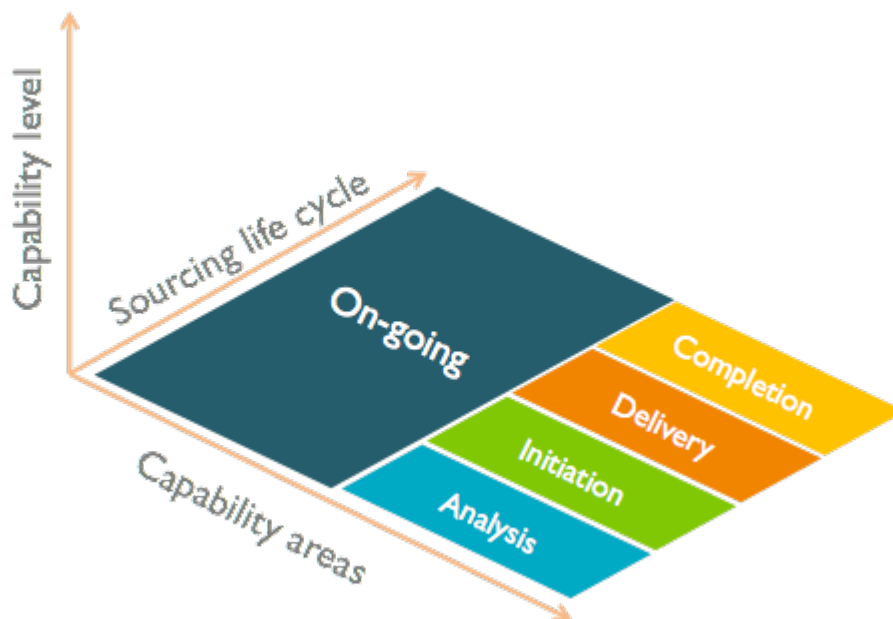 Capability level
Sourcing life cycle
On-going
Completion
Delivery
Initiation
Analysis
Capability areas